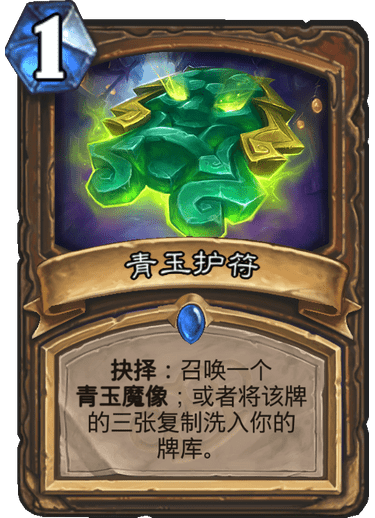 1
青玉护符
抉择：召唤一个
青玉魔像；或者将该牌
的三张复制洗入你的
牌库。